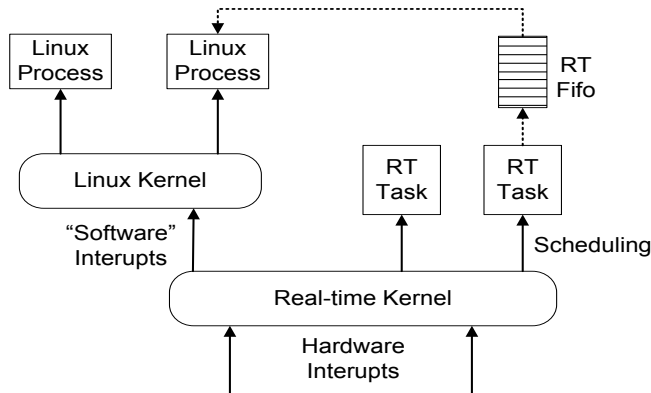 Linux
Process
Linux
Process
RT
Fifo
Linux Kernel
RT
Task
RT
Task
“Software”
Interupts
Scheduling
Real-time Kernel
Hardware
Interupts